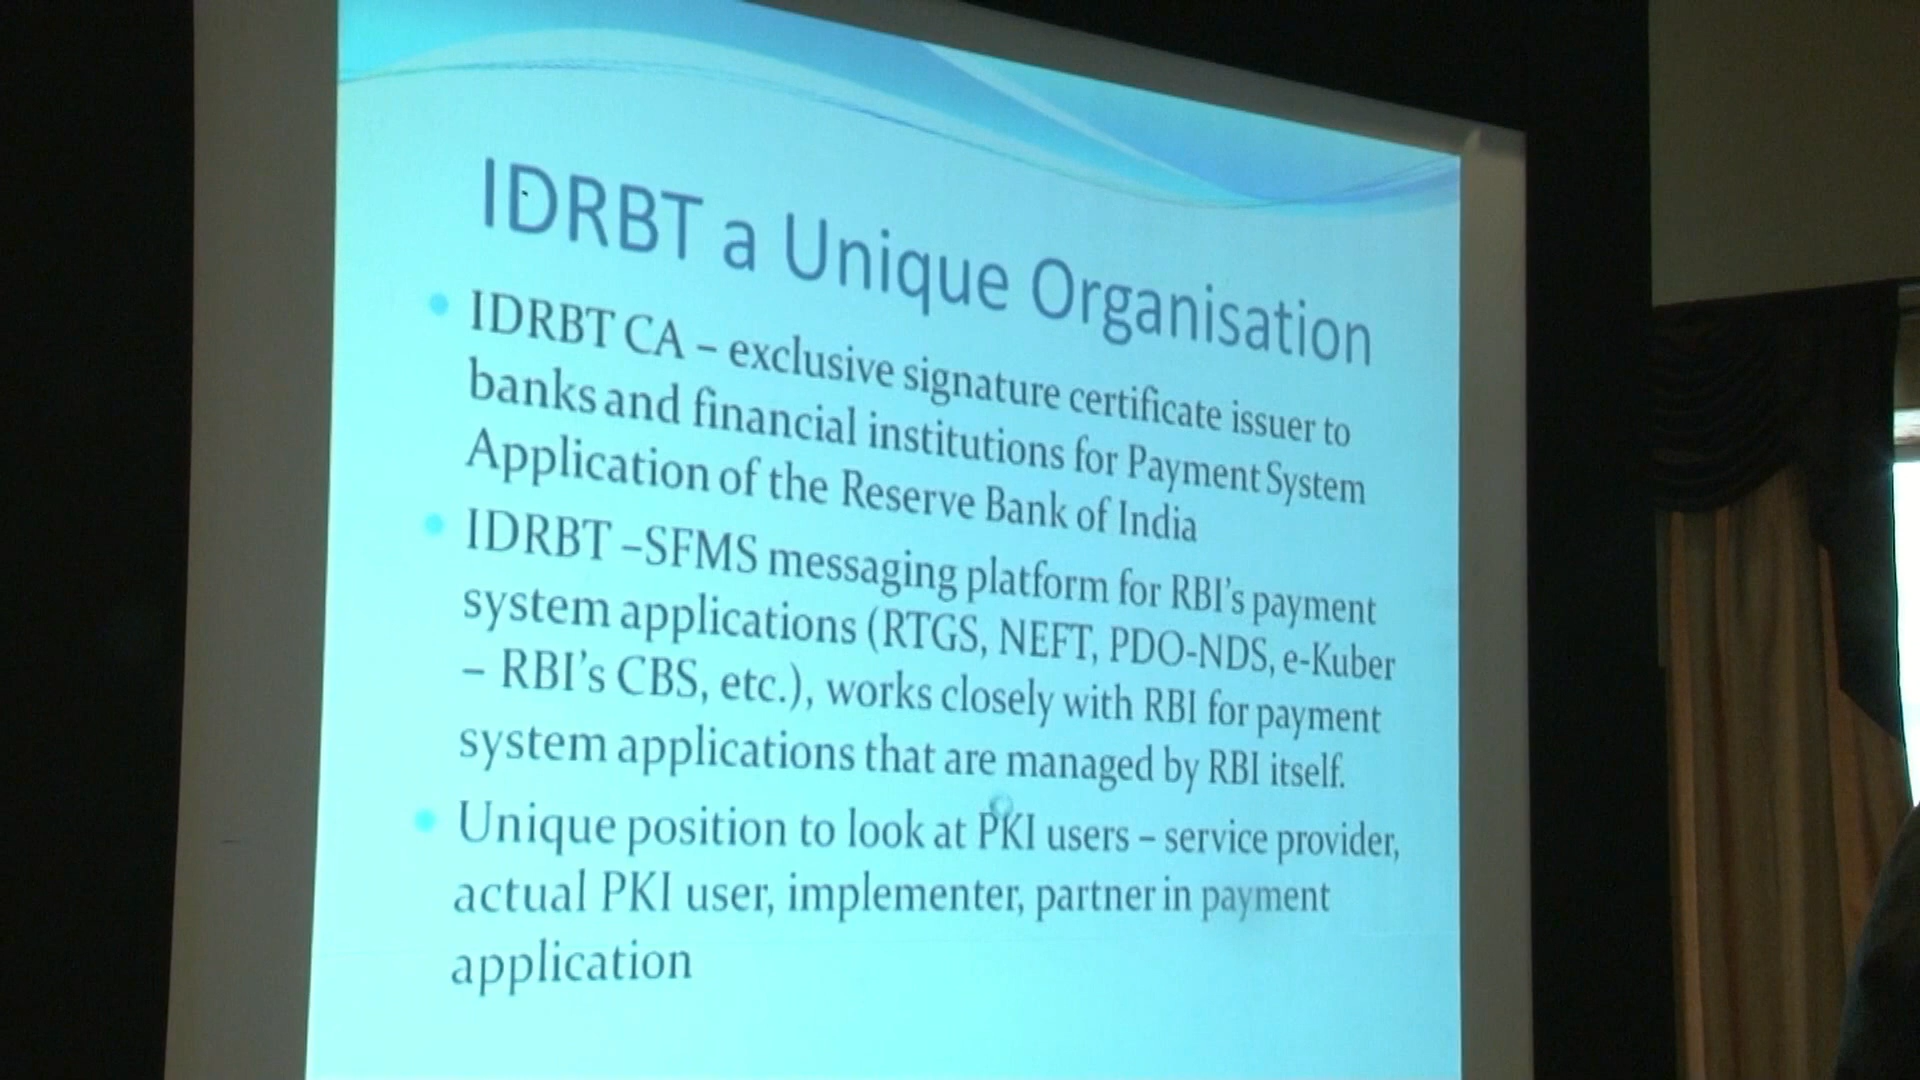 IDRBT a Unique Organisation
IDRBT CA – exclusive signature certificate issuer to
banks and financial institutions for Payment System
Application of the Reserve Bank of India
IDRBT –SFMS messaging platform for RBI's payment
system applications (RTGS, NEFT, PDO-NDS, e-Kuber
– RBI's CBS, etc.), works closely with RBI for payment
system applications that are managed by RBI itself.
Unique position to look at PKI users – service provider,
actual PKI user, implementer, partner in payment
application